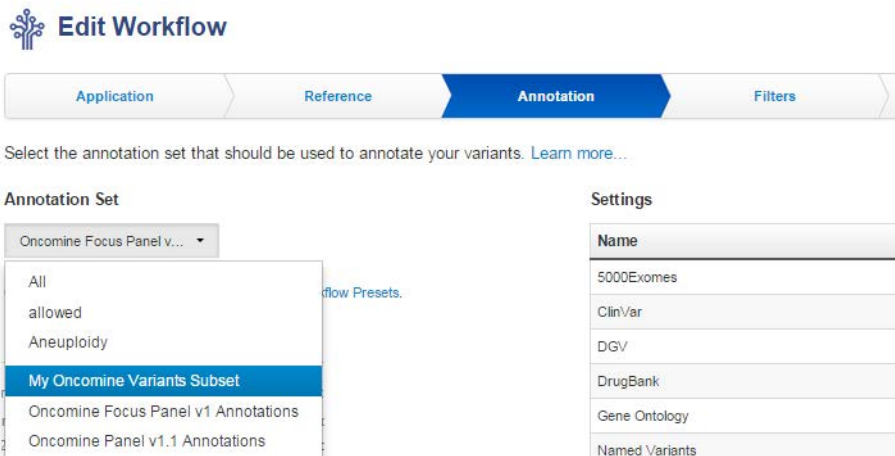 Edit Workflow
Application
Reference
Annotation
Filters
Select the annotation set that should be used to annotate your variants. Learn more...
Annotation Set
Oncomine Focus Panel v...
All
allowed
Aneuploidy
My Oncomine Variants Subset
Oncomine Focus Panel v1 Annotations
Oncomine Panel v1.1 Annotations
Presets.
Settings
Name
5000Exomes
ClinVar
DGV
DrugBank
Gene Ontology
Named Variants